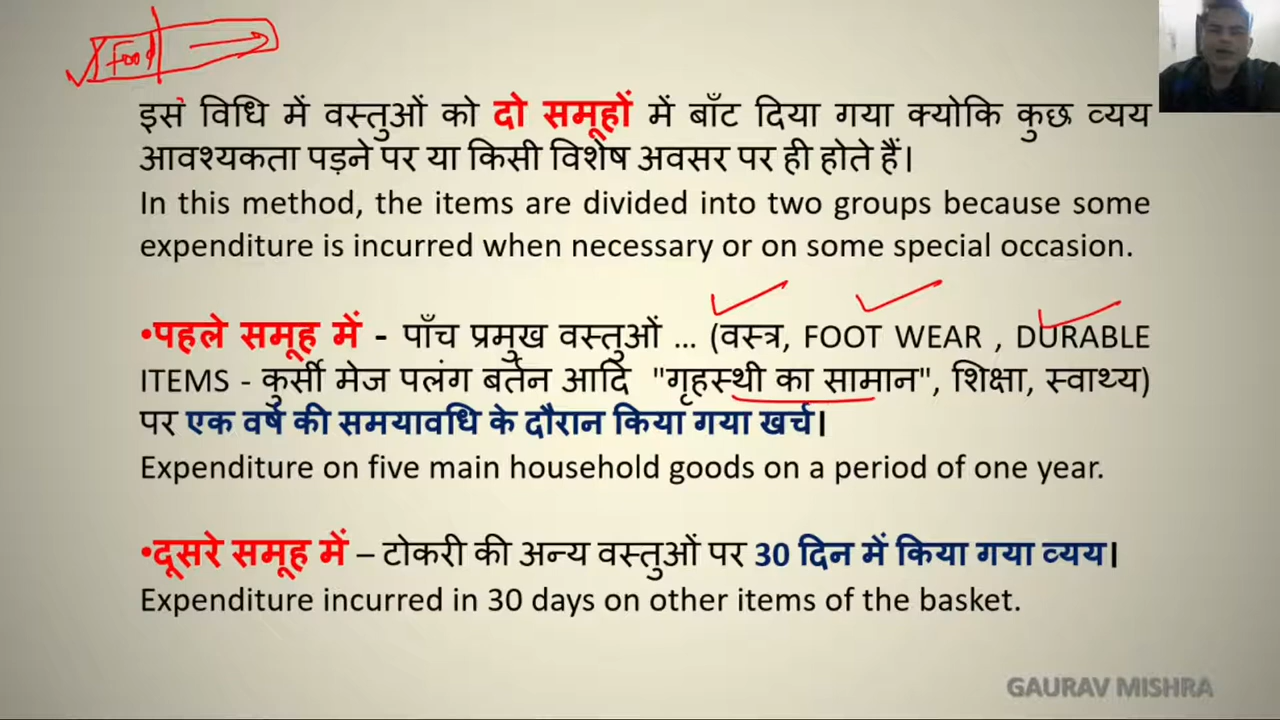 Food
इस विधि में वस्तुओं को दो समूहों में बाँट दिया गया क्योकि कुछ व्यय
आवश्यकता पड़ने पर या किसी विशेष अवसर पर ही होते हैं।
In this method, the items are divided into two groups because some
expenditure is incurred when necessary or on some special occasion.
•पहले समूह में - पाँच प्रमुख वस्तुओं ... (वस्त्र, FOOT WEAR , DURABLE
ITEMS - कुर्सी मेज पलंग बर्तन आदि "गृहस्थी का सामान", शिक्षा, स्वाथ्य)
पर एक वर्ष की समयावधि के दौरान किया गया खर्च।
Expenditure on five main household goods on a period of one year.
•दूसरे समूह में – टोकरी की अन्य वस्तुओं पर 30 दिन में किया गया व्यय।
Expenditure incurred in 30 days on other items of the basket.
GAURAV MISHRA